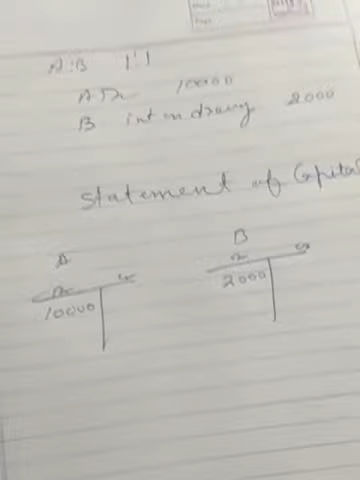 A:B 1:1
A Dr 10000
B int on drawg 2000
Statement of Capital
A
B
Dr Cr
Dr Cr
10000
2000